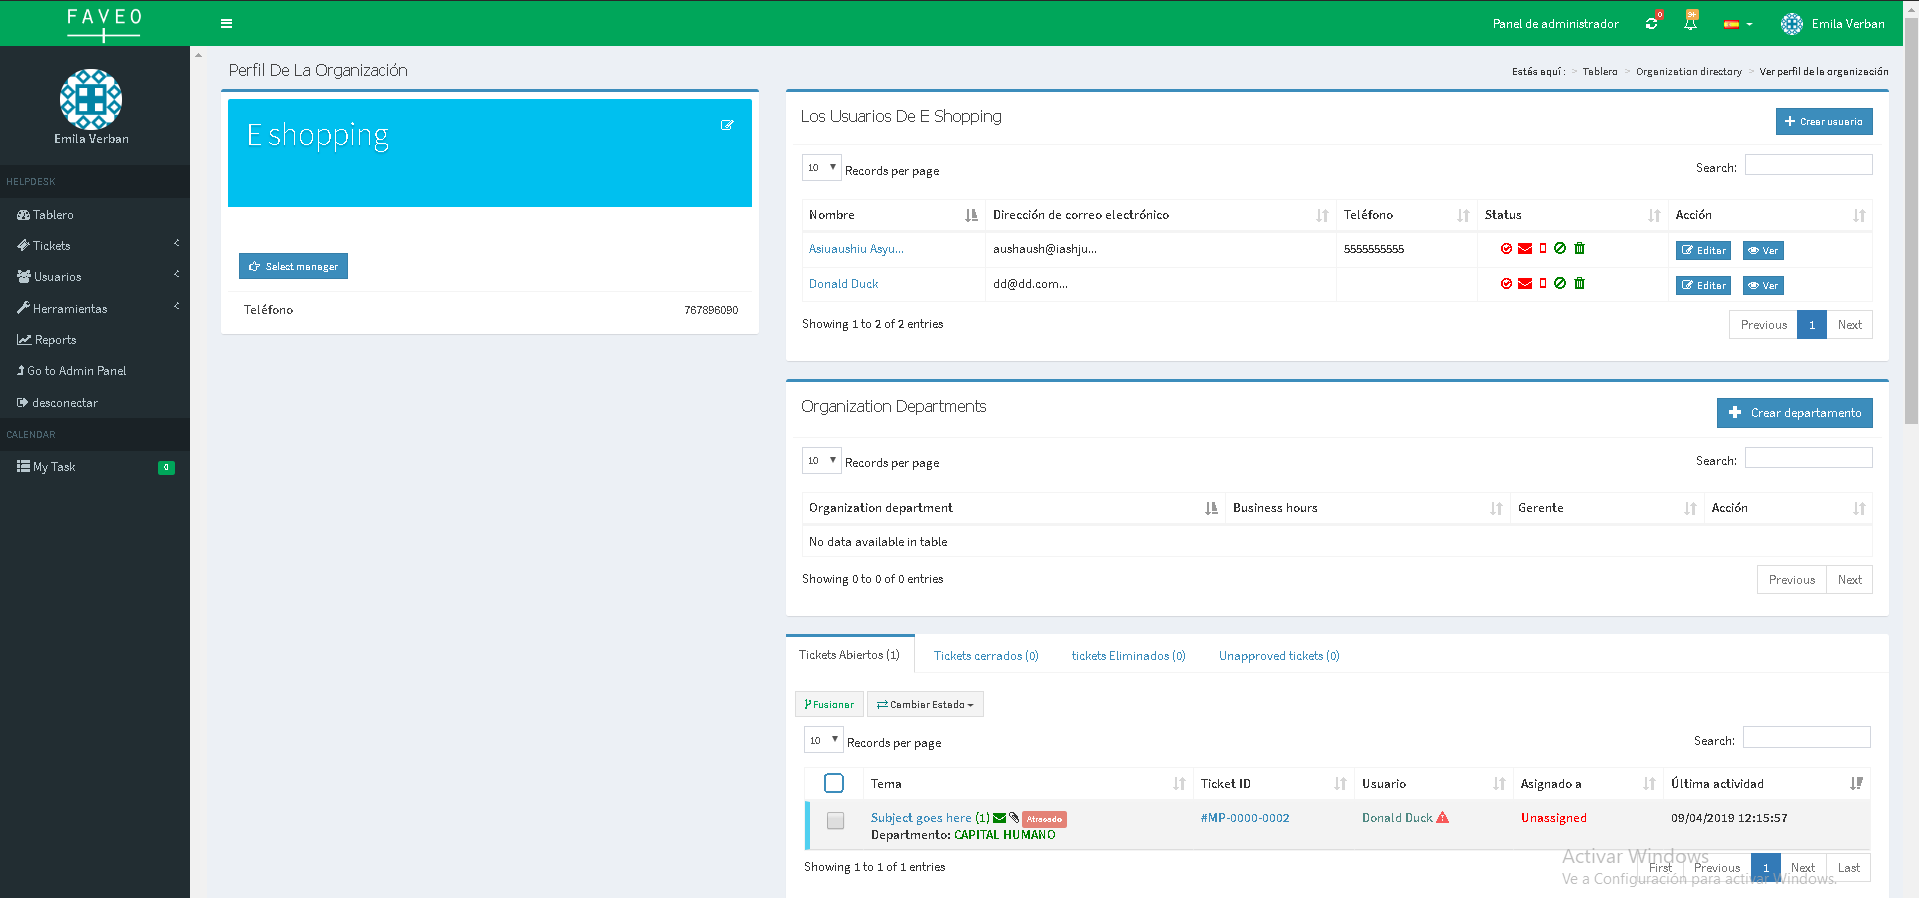 FAVEO
Panel de administrador
0
9+
Emila Verban
Emila Verban
HELPDESK
Tablero
Tickets
Usuarios
Herramientas
Reports
Go to Admin Panel
desconectar
CALENDAR
My Task 0
Perfil De La Organización
Estás aquí : > Tablero > Organization directory > Ver perfil de la organización
E shopping
Select manager
Teléfono 767896090
Los Usuarios De E Shopping
Crear usuario
10 Records per page
Search:
Nombre Dirección de correo electrónico Teléfono Status Acción
Asiuaushiu Asyu... aushaush@iashju... 5555555555 Editar Ver
Donald Duck dd@dd.com... Editar Ver
Showing 1 to 2 of 2 entries
Previous 1 Next
Organization Departments
Crear departamento
10 Records per page
Search:
Organization department Business hours Gerente Acción
No data available in table
Showing 0 to 0 of 0 entries
Previous Next
Tickets Abiertos (1) Tickets cerrados (0) tickets Eliminados (0) Unapproved tickets (0)
Fusionar Cambiar Estado
10 Records per page
Search:
Tema Ticket ID Usuario Asignado a Última actividad
Subject goes here (1) Atrasado #MP-0000-0002 Donald Duck Unassigned 09/04/2019 12:15:57
Departmento: CAPITAL HUMANO
Showing 1 to 1 of 1 entries
First Previous 1 Next Last
Activar Windows
Ve a Configuración para activar Windows.